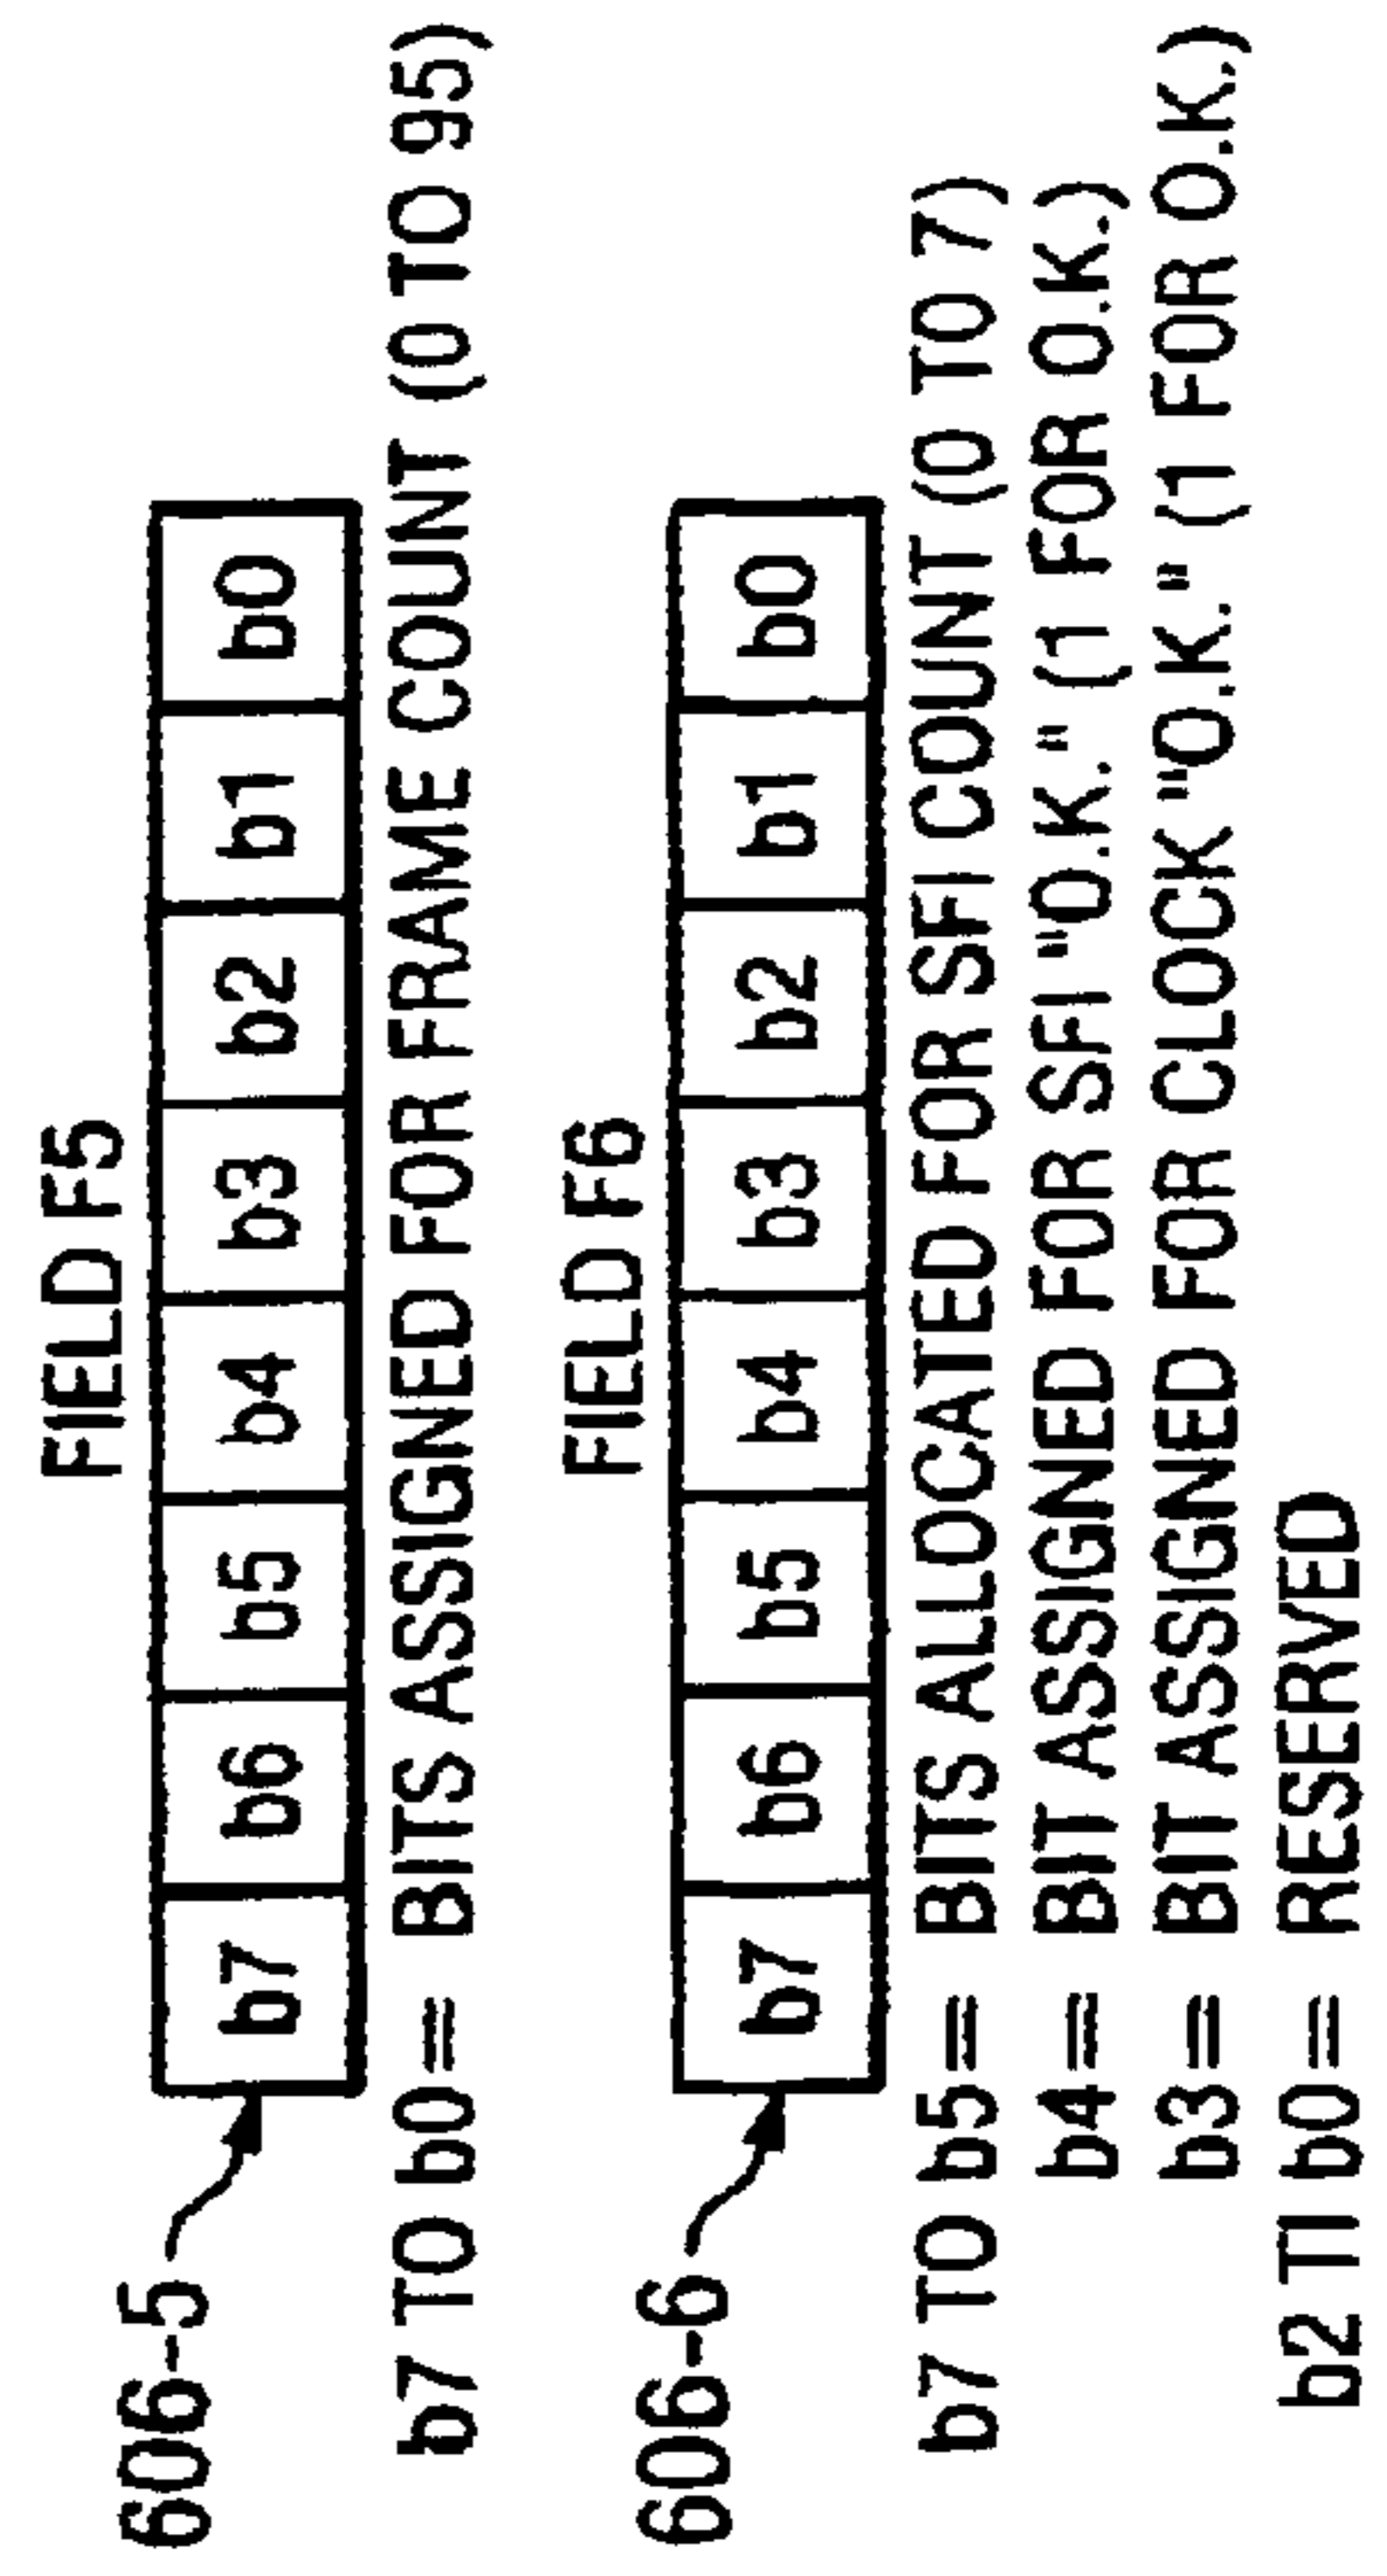 FIELD F5
606-5
b7 b6 b5 b4 b3 b2 b1 b0
b7 TO b0= BITS ASSIGNED FOR FRAME COUNT (0 TO 95)
FIELD F6
606-6
b7 b6 b5 b4 b3 b2 b1 b0
b7 TO b5= BITS ALLOCATED FOR SFI COUNT (0 TO 7)
b4= BIT ASSIGNED FOR SFI "O.K." (1 FOR O.K.)
b3= BIT ASSIGNED FOR CLOCK "O.K." (1 FOR O.K.)
b2 TI b0= RESERVED